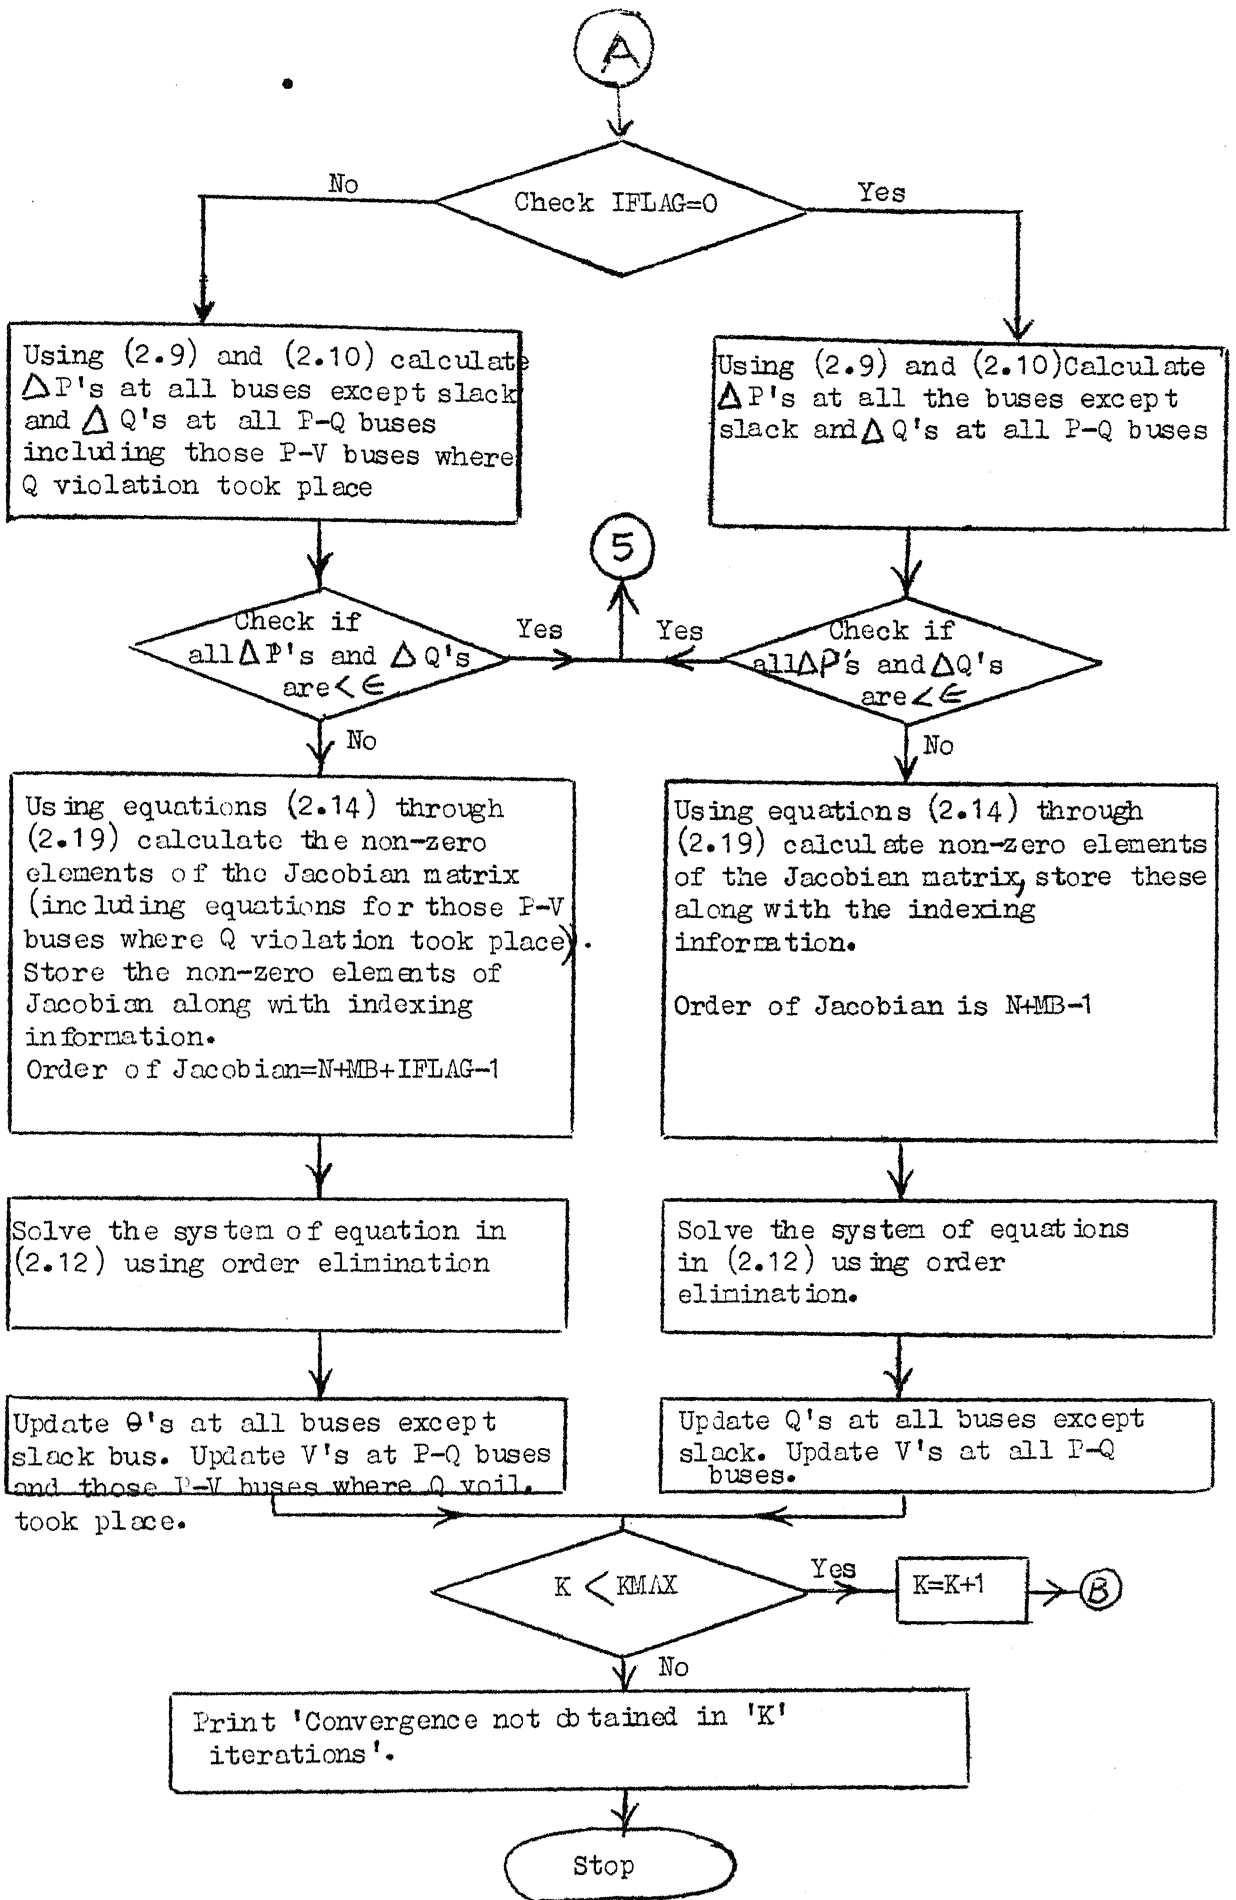 A
Check IFLAG=0
No
Yes
Using (2.9) and (2.10) calculate
ΔP's at all buses except slack
and Δ Q's at all P-Q buses
including those P-V buses where
Q violation took place
Using (2.9) and (2.10)Calculate
ΔP's at all the buses except
slack and Δ Q's at all P-Q buses
5
Check if
all ΔP's and Δ Q's
are < ∈
Yes
Yes
Check if
all ΔP's and ΔQ's
are < ∈
No
No
Using equations (2.14) through
(2.19) calculate the non-zero
elements of the Jacobian matrix
(including equations for those P-V
buses where Q violation took place).
Store the non-zero elements of
Jacobian along with indexing
information.
Order of Jacobian=N+MB+IFLAG-1
Using equations (2.14) through
(2.19) calculate non-zero elements
of the Jacobian matrix, store these
along with the indexing
information.
Order of Jacobian is N+MB-1
Solve the system of equation in
(2.12) using order elimination
Solve the system of equations
in (2.12) using order
elimination.
Update θ's at all buses except
slack bus. Update V's at P-Q buses
and those P-V buses where Q voil.
took place.
Update Q's at all buses except
slack. Update V's at all P-Q
buses.
K < KMAX
Yes
K=K+1
B
No
Print 'Convergence not obtained in 'K'
iterations'.
Stop